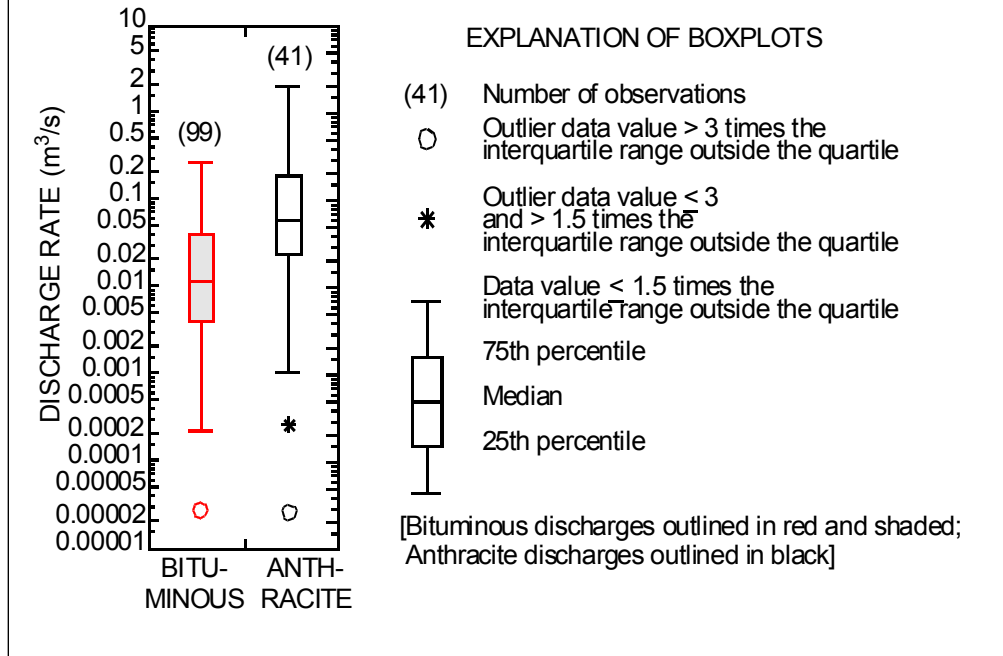 10
5
2
1
0.5
0.2
0.1
0.05
0.02
0.01
0.005
0.002
0.001
0.0005
0.0002
0.0001
0.00005
0.00002
0.00001
DISCHARGE RATE (m³/s)
(99)
(41)
BITU-
MINOUS
ANTH-
RACITE
EXPLANATION OF BOXPLOTS
(41) Number of observations
Outlier data value > 3 times the
interquartile range outside the quartile
Outlier data value ≤ 3
and > 1.5 times the
interquartile range outside the quartile
Data value ≤ 1.5 times the
interquartile range outside the quartile
75th percentile
Median
25th percentile
[Bituminous discharges outlined in red and shaded;
Anthracite discharges outlined in black]